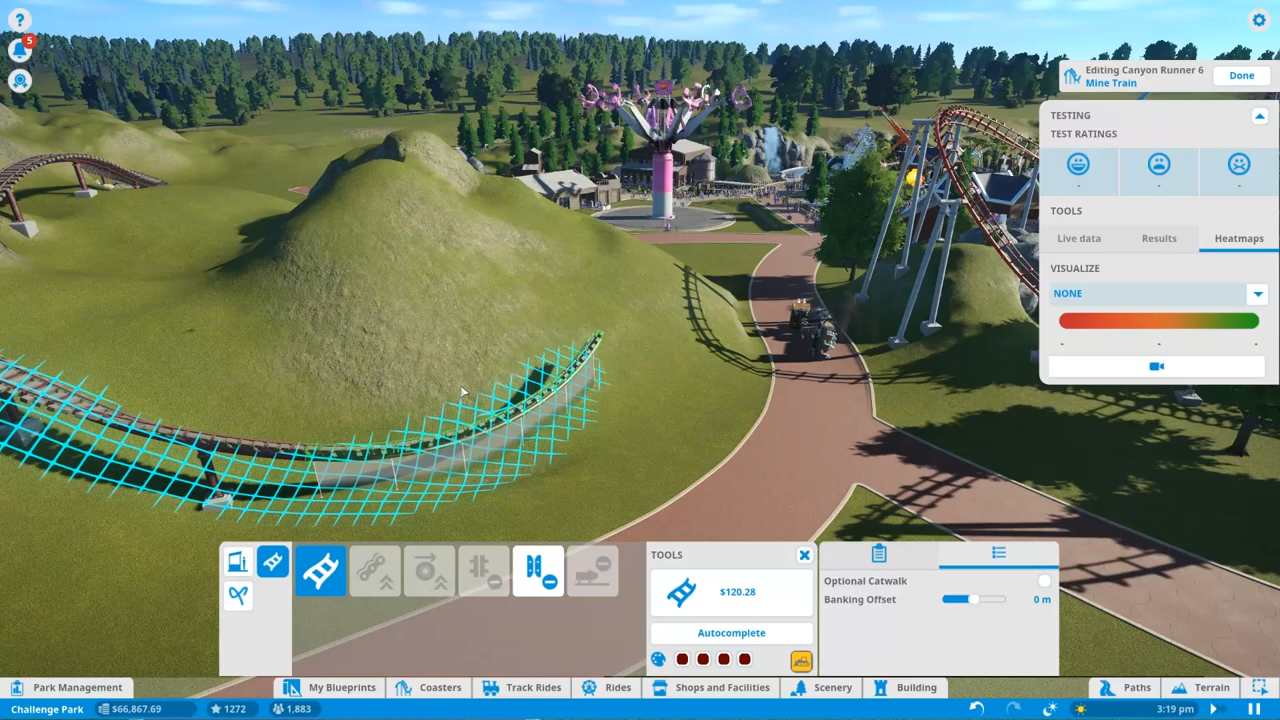 ?
5
Editing Canyon Runner 6
Mine Train
Done
TESTING
TEST RATINGS
- - -
TOOLS
Live data Results Heatmaps
VISUALIZE
NONE
- - -
TOOLS
$120.28
Autocomplete
Optional Catwalk
Banking Offset 0 m
Park Management My Blueprints Coasters Track Rides Rides Shops and Facilities Scenery Building Paths Terrain
Challenge Park $66,867.69 1272 1,883 3:19 pm